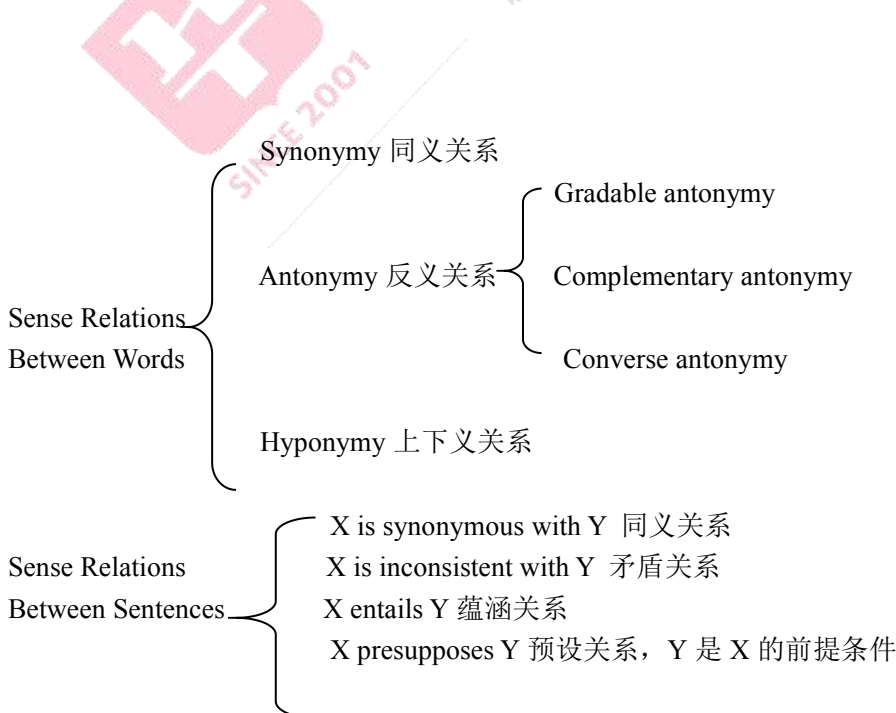 SINCE 2001
Synonymy 同义关系
Gradable antonymy
Antonymy 反义关系
Complementary antonymy
Sense Relations
Between Words
Converse antonymy
Hyponymy 上下义关系
X is synonymous with Y 同义关系
Sense Relations
X is inconsistent with Y 矛盾关系
Between Sentences
X entails Y 蕴涵关系
X presupposes Y 预设关系，Y 是 X 的前提条件